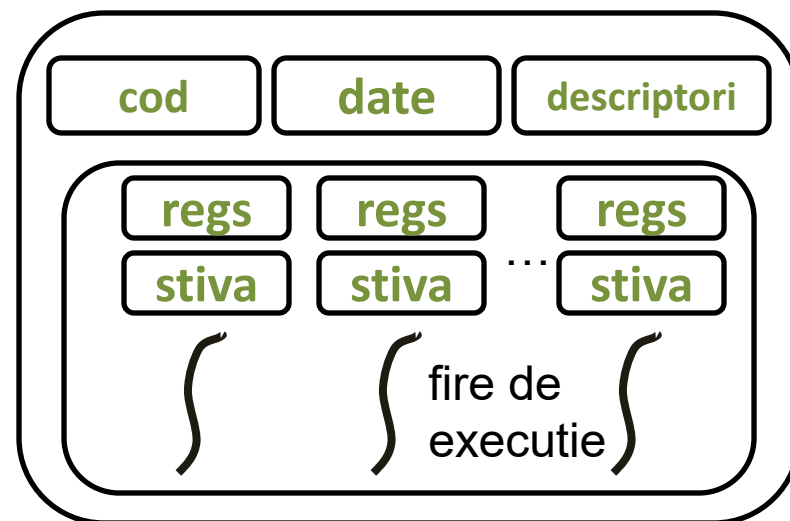 cod date descriptori
regs regs regs
...
stiva stiva stiva
fire de
executie